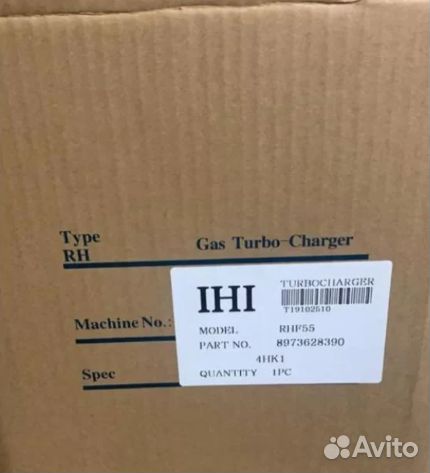 Type
RH Gas Turbo-Charger
IHI TURBOCHARGER
T19102510
Machine No.:
MODEL RHF55
PART NO. 8973628390
4HK1
Spec
QUANTITY 1PC
Avito